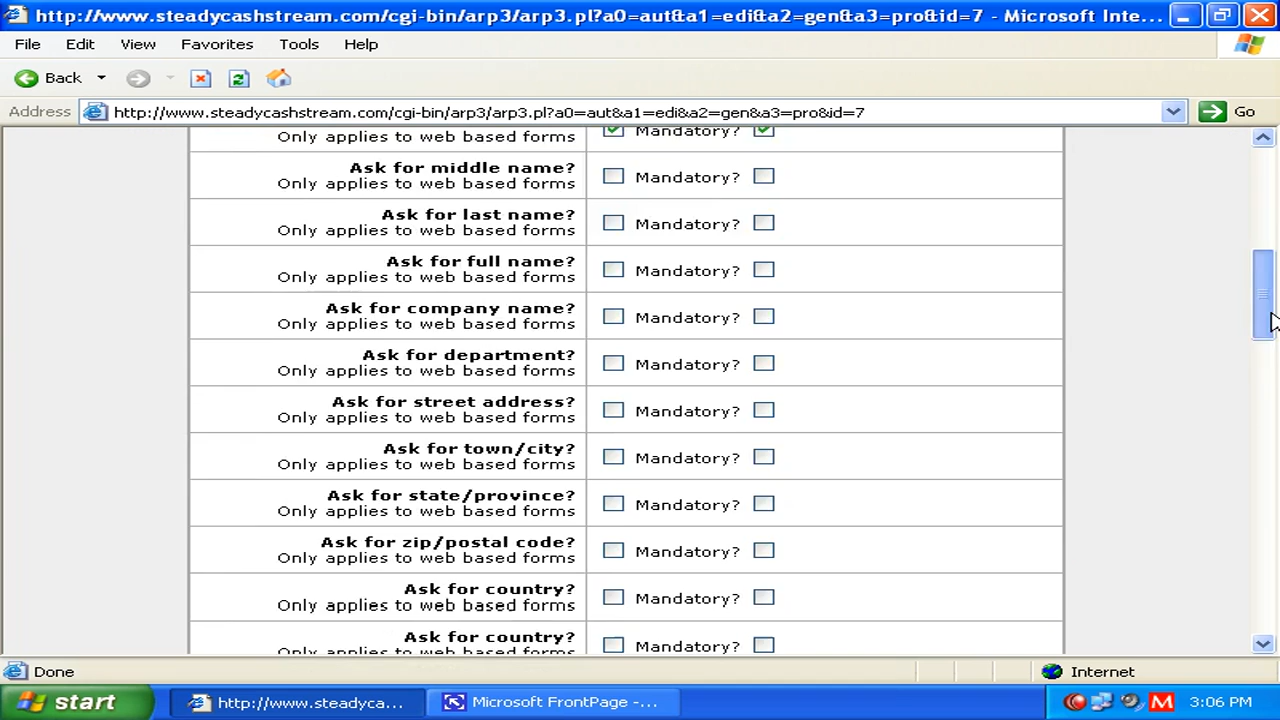 http://www.steadycashstream.com/cgi-bin/arp3/arp3.pl?a0=aut&a1=edi&a2=gen&a3=pro&id=7 - Microsoft Inte...
File Edit View Favorites Tools Help
Back
Address http://www.steadycashstream.com/cgi-bin/arp3/arp3.pl?a0=aut&a1=edi&a2=gen&a3=pro&id=7 Go
Only applies to web based forms Mandatory?
Ask for middle name?
Only applies to web based forms Mandatory?
Ask for last name?
Only applies to web based forms Mandatory?
Ask for full name?
Only applies to web based forms Mandatory?
Ask for company name?
Only applies to web based forms Mandatory?
Ask for department?
Only applies to web based forms Mandatory?
Ask for street address?
Only applies to web based forms Mandatory?
Ask for town/city?
Only applies to web based forms Mandatory?
Ask for state/province?
Only applies to web based forms Mandatory?
Ask for zip/postal code?
Only applies to web based forms Mandatory?
Ask for country?
Only applies to web based forms Mandatory?
Ask for country?
Only applies to web based forms Mandatory?
Done Internet
start http://www.steadyca... Microsoft FrontPage -... M 3:06 PM